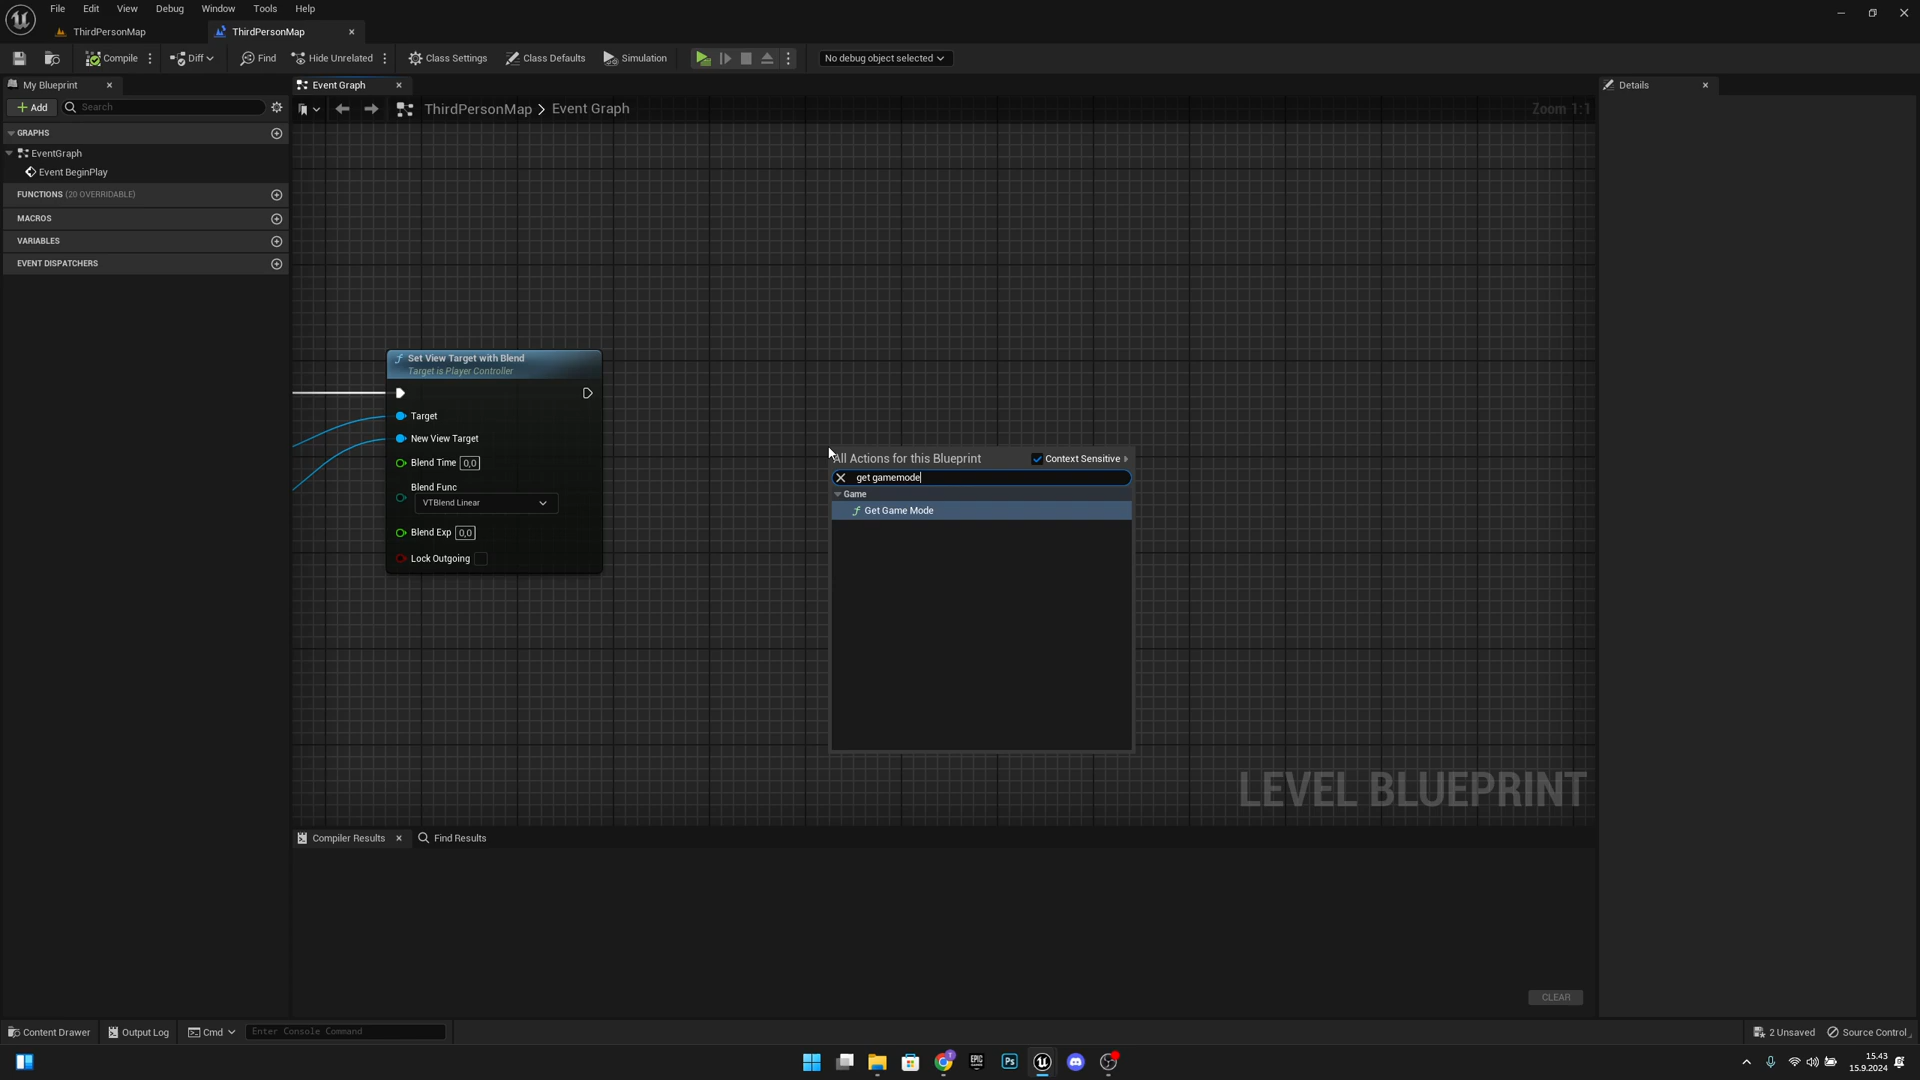 File Edit View Debug Window Tools Help
ThirdPersonMap ThirdPersonMap
Compile Diff Find Hide Unrelated Class Settings Class Defaults Simulation No debug object selected
My Blueprint Event Graph Details
Add Search ThirdPersonMap > Event Graph Zoom 1:1
GRAPHS
EventGraph
Event BeginPlay
FUNCTIONS (20 OVERRIDABLE)
MACROS
VARIABLES
EVENT DISPATCHERS
Set View Target with Blend
Target is Player Controller
Target
New View Target
Blend Time 0,0
Blend Func
VTBlend Linear
Blend Exp 0,0
Lock Outgoing
All Actions for this Blueprint Context Sensitive
get gamemode
Game
Get Game Mode
LEVEL BLUEPRINT
Compiler Results Find Results
CLEAR
Content Drawer Output Log Cmd Enter Console Command 2 Unsaved Source Control
EPIC GAMES Ps
15.43
15.9.2024